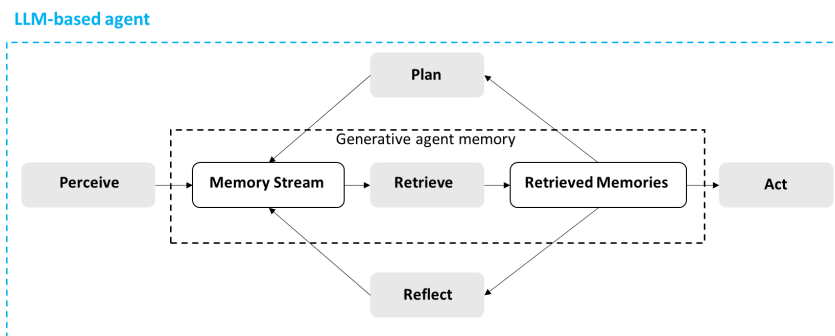 LLM-based agent
Plan
Generative agent memory
Perceive
Memory Stream
Retrieve
Retrieved Memories
Act
Reflect